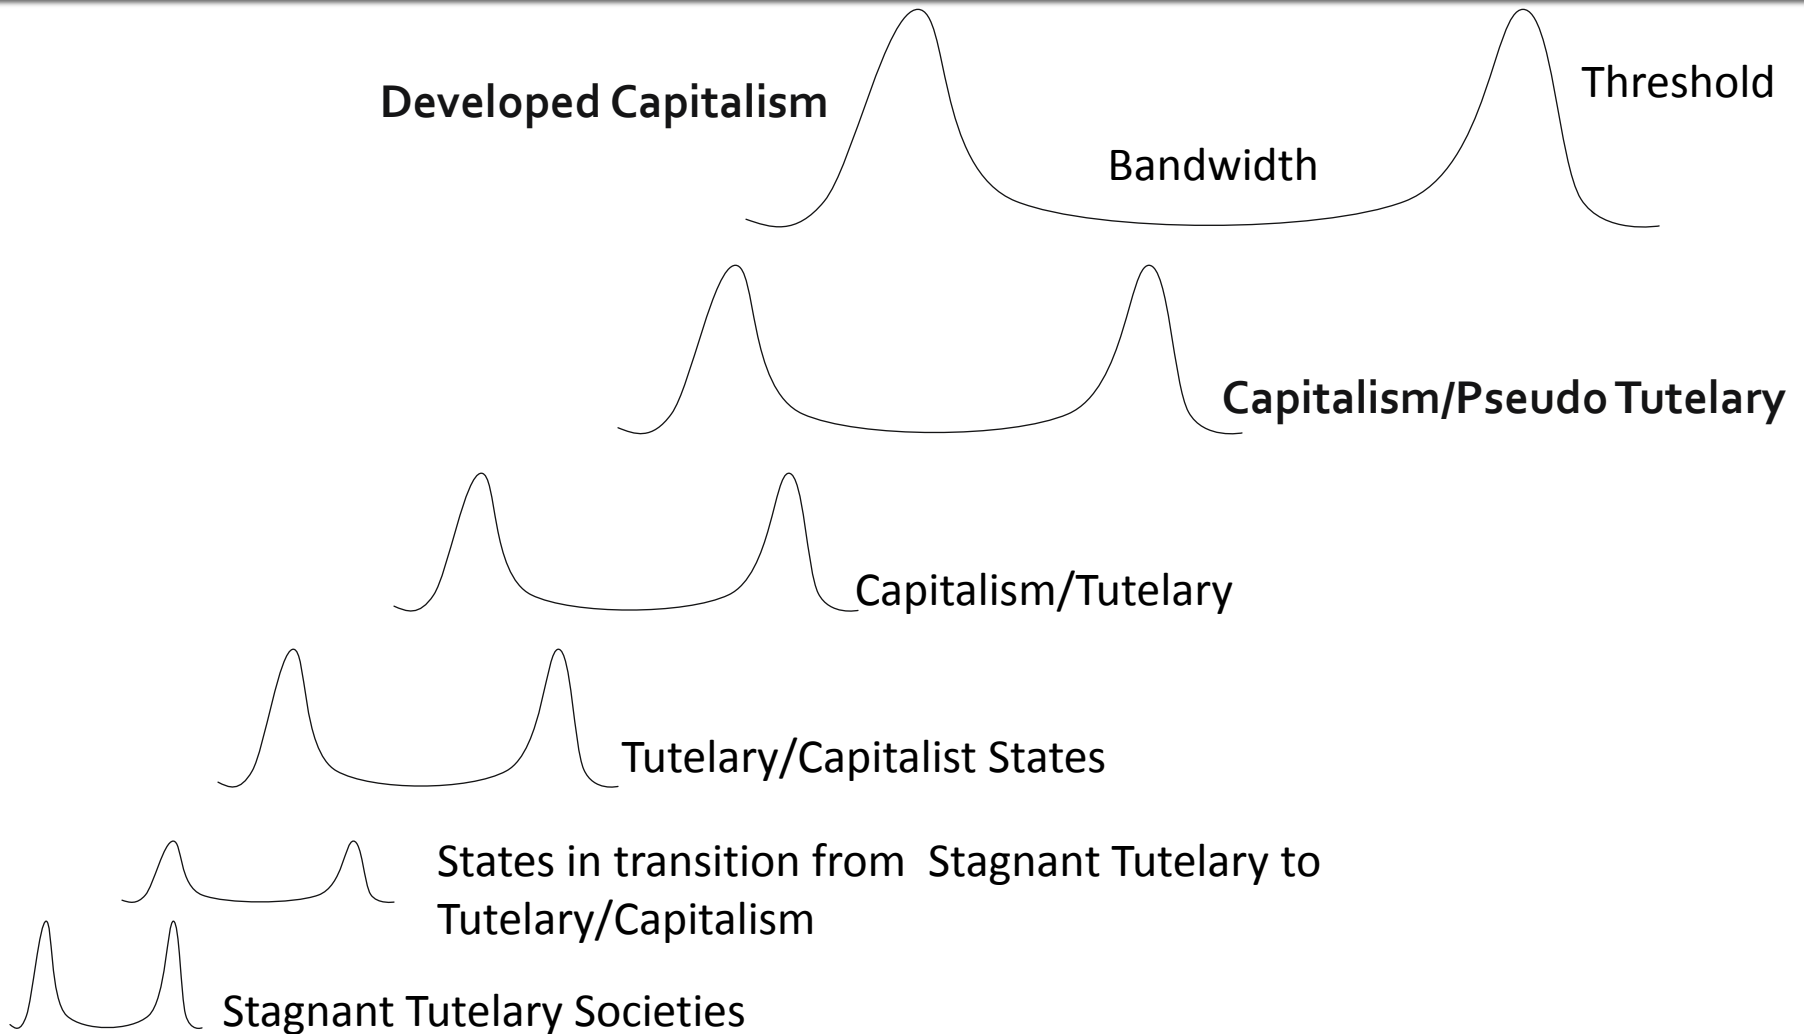 Developed Capitalism
Threshold
Bandwidth
Capitalism/Pseudo Tutelary
Capitalism/Tutelary
Tutelary/Capitalist States
States in transition from  Stagnant Tutelary to
Tutelary/Capitalism
Stagnant Tutelary Societies